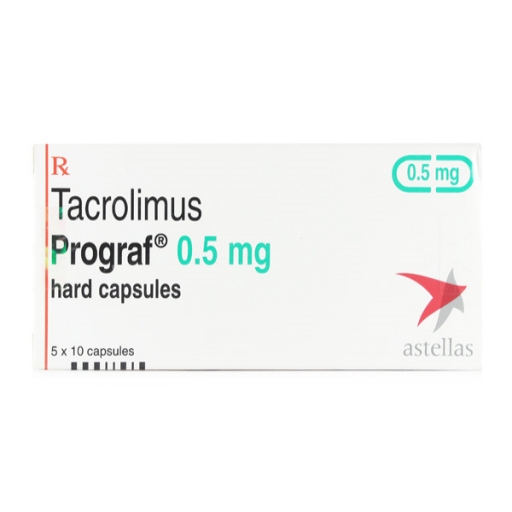 ℞
0.5 mg
Tacrolimus
Prograf® 0.5 mg
hard capsules
astellas
5 x 10 capsules